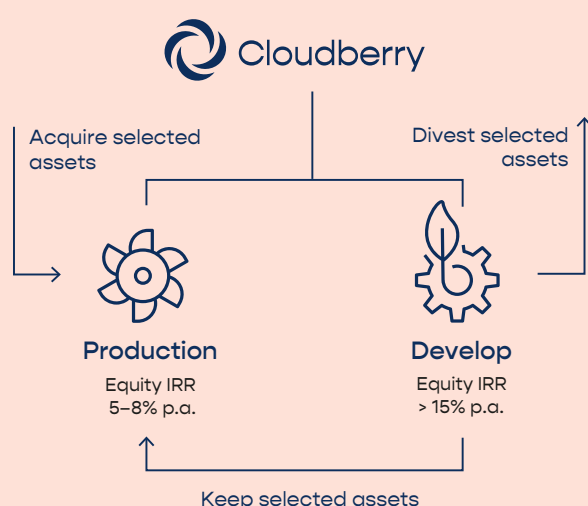 Cloudberry
Acquire selected
assets
Divest selected
assets
Production
Equity IRR
5–8% p.a.
Develop
Equity IRR
> 15% p.a.
Keep selected assets